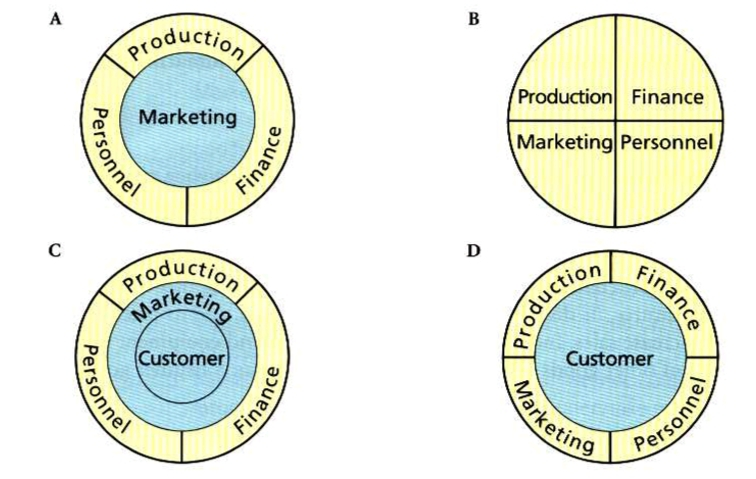 A
Production
Marketing
Personnel
Finance
B
Production Finance
Marketing Personnel
C
Production
Marketing
Customer
Personnel
Finance
D
Production
Finance
Customer
Marketing
Personnel